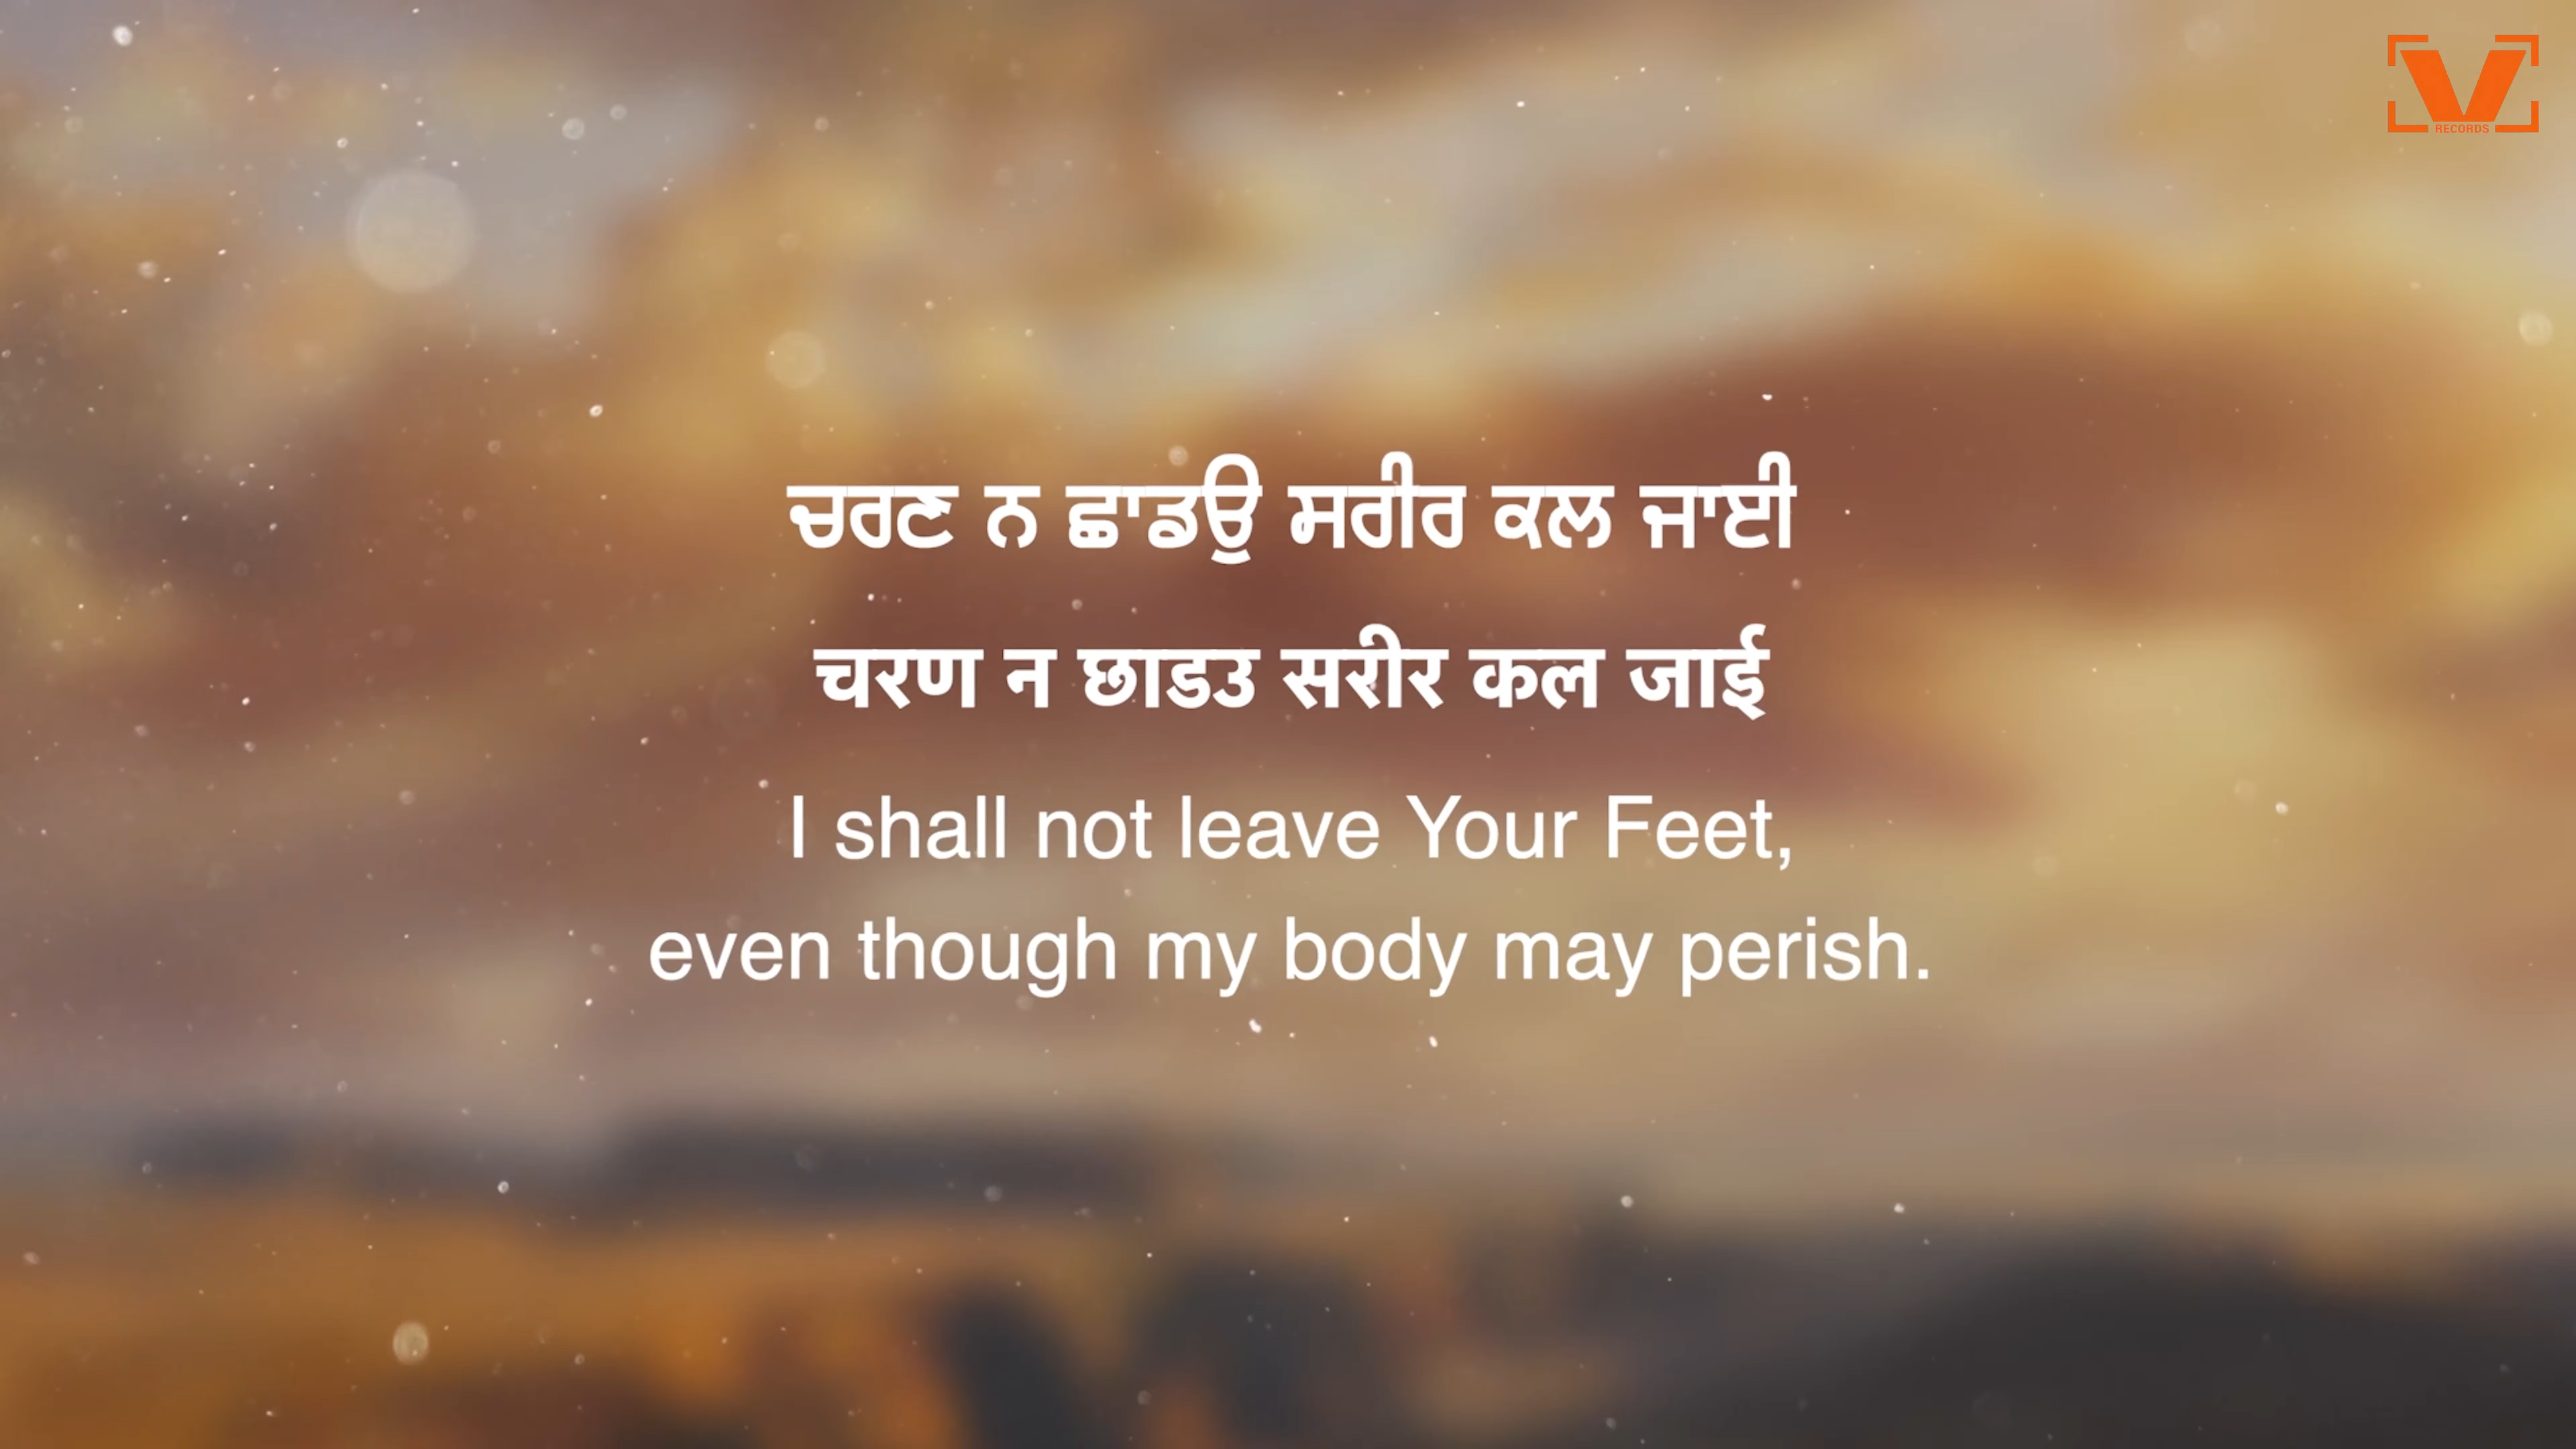 V
RECORDS
ਚਰਣ ਨ ਛਾਡਉ ਸਰੀਰ ਕਲ ਜਾਈ
चरण न छाडउ सरीर कल जाई
I shall not leave Your Feet,
even though my body may perish.